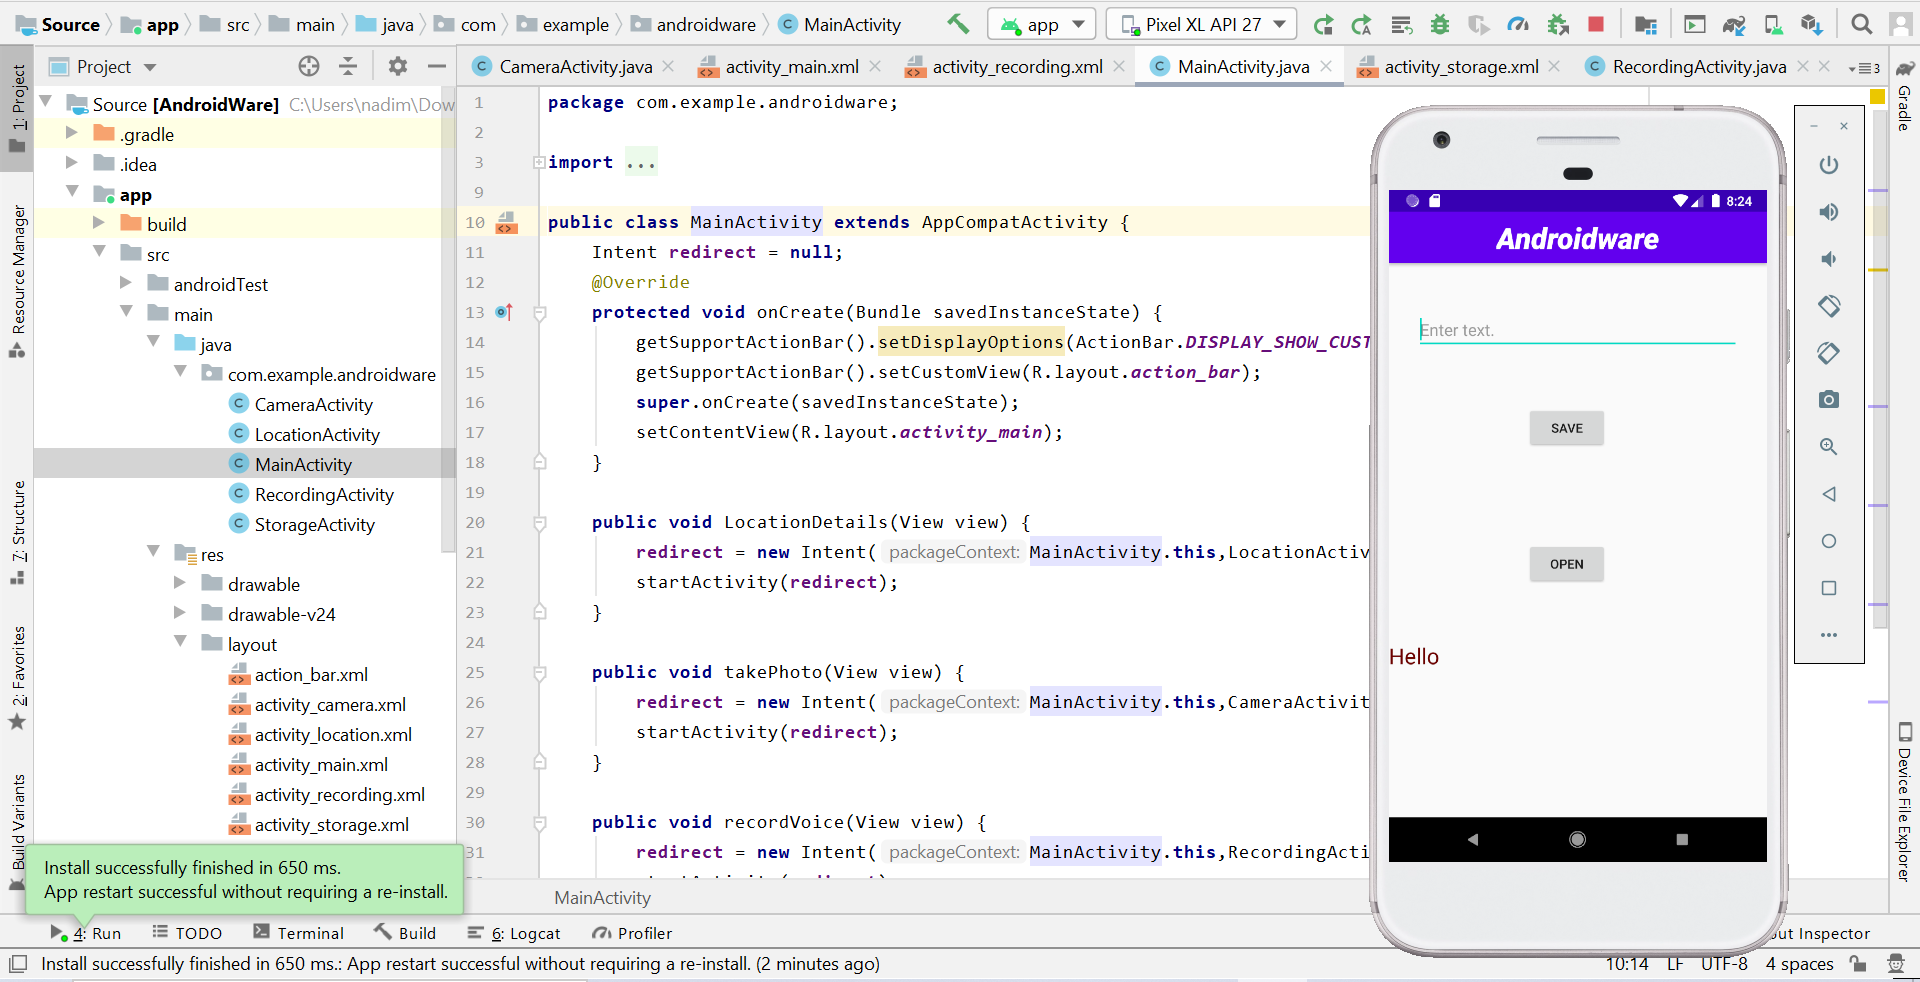 Source app src main java com example androidware MainActivity app Pixel XL API 27
Project
CameraActivity.java activity_main.xml activity_recording.xml MainActivity.java activity_storage.xml RecordingActivity.java 3
1: Project
Resource Manager
7: Structure
2: Favorites
Build Variants
Source [AndroidWare] C:\Users\nadim\Dow
.gradle
.idea
app
build
src
androidTest
main
java
com.example.androidware
CameraActivity
LocationActivity
MainActivity
RecordingActivity
StorageActivity
res
drawable
drawable-v24
layout
action_bar.xml
activity_camera.xml
activity_location.xml
activity_main.xml
activity_recording.xml
activity_storage.xml
1 package com.example.androidware;
2
3 import ...
9
10 public class MainActivity extends AppCompatActivity {
11 Intent redirect = null;
12 @Override
13 protected void onCreate(Bundle savedInstanceState) {
14 getSupportActionBar().setDisplayOptions(ActionBar.DISPLAY_SHOW_CUST
15 getSupportActionBar().setCustomView(R.layout.action_bar);
16 super.onCreate(savedInstanceState);
17 setContentView(R.layout.activity_main);
18 }
19
20 public void LocationDetails(View view) {
21 redirect = new Intent( packageContext: MainActivity.this,LocationActiv
22 startActivity(redirect);
23 }
24
25 public void takePhoto(View view) {
26 redirect = new Intent( packageContext: MainActivity.this,CameraActivit
27 startActivity(redirect);
28 }
29
30 public void recordVoice(View view) {
31 redirect = new Intent( packageContext: MainActivity.this,RecordingActi
MainActivity
8:24
Androidware
Enter text.
SAVE
OPEN
Hello
Gradle
Device File Explorer
Install successfully finished in 650 ms.
App restart successful without requiring a re-install.
4: Run TODO Terminal Build 6: Logcat Profiler out Inspector
Install successfully finished in 650 ms.: App restart successful without requiring a re-install. (2 minutes ago) 10:14 LF UTF-8 4 spaces